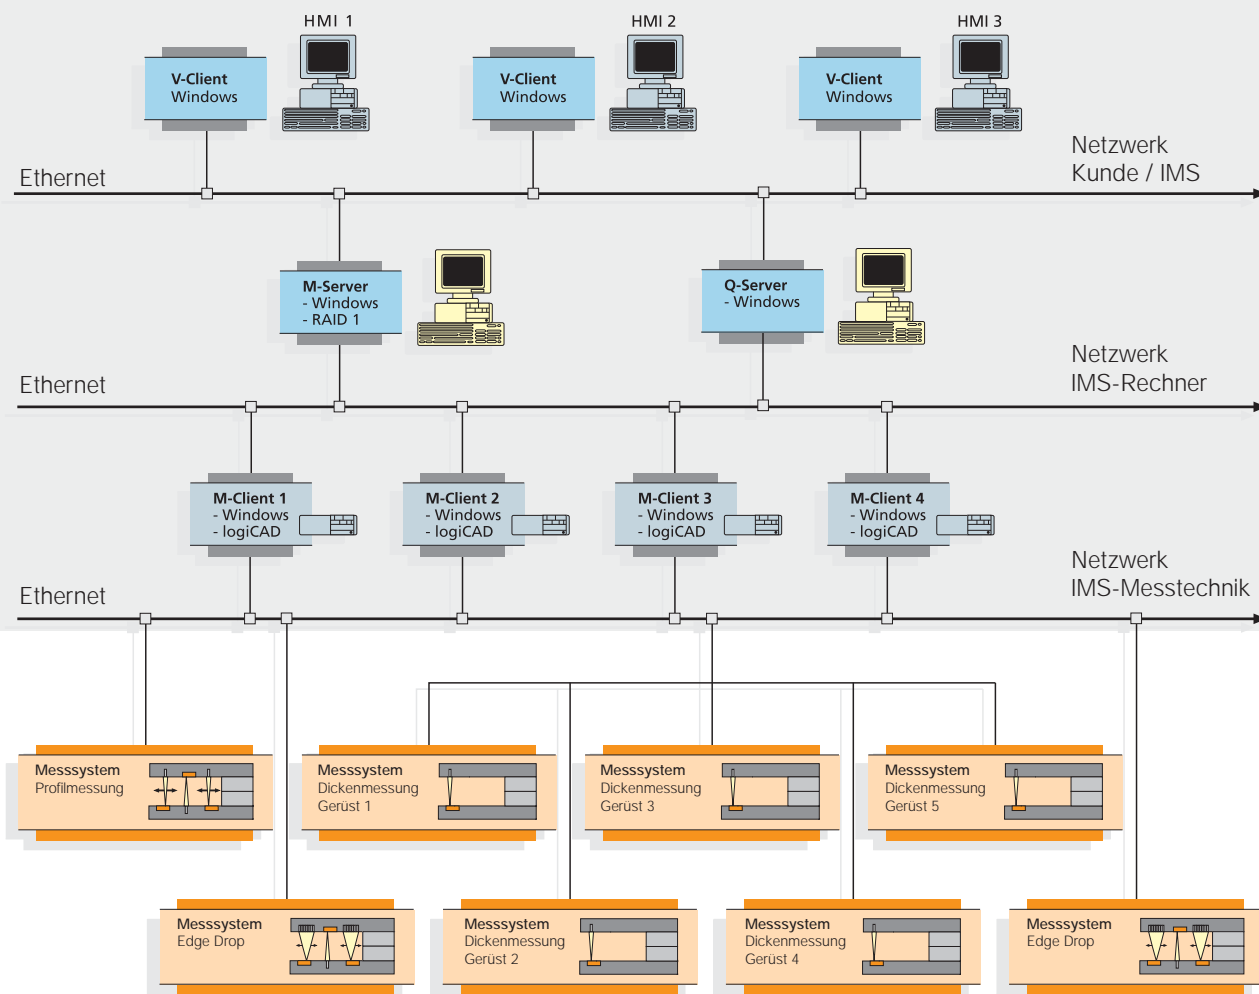 HMI 1
HMI 2
HMI 3
V-Client
Windows
V-Client
Windows
V-Client
Windows
Ethernet
Netzwerk
Kunde / IMS
M-Server
- Windows
- RAID 1
Q-Server
- Windows
Ethernet
Netzwerk
IMS-Rechner
M-Client 1
- Windows
- logiCAD
M-Client 2
- Windows
- logiCAD
M-Client 3
- Windows
- logiCAD
M-Client 4
- Windows
- logiCAD
Ethernet
Netzwerk
IMS-Messtechnik
Messsystem
Profilmessung
Messsystem
Dickenmessung
Gerüst 1
Messsystem
Dickenmessung
Gerüst 3
Messsystem
Dickenmessung
Gerüst 5
Messsystem
Edge Drop
Messsystem
Dickenmessung
Gerüst 2
Messsystem
Dickenmessung
Gerüst 4
Messsystem
Edge Drop